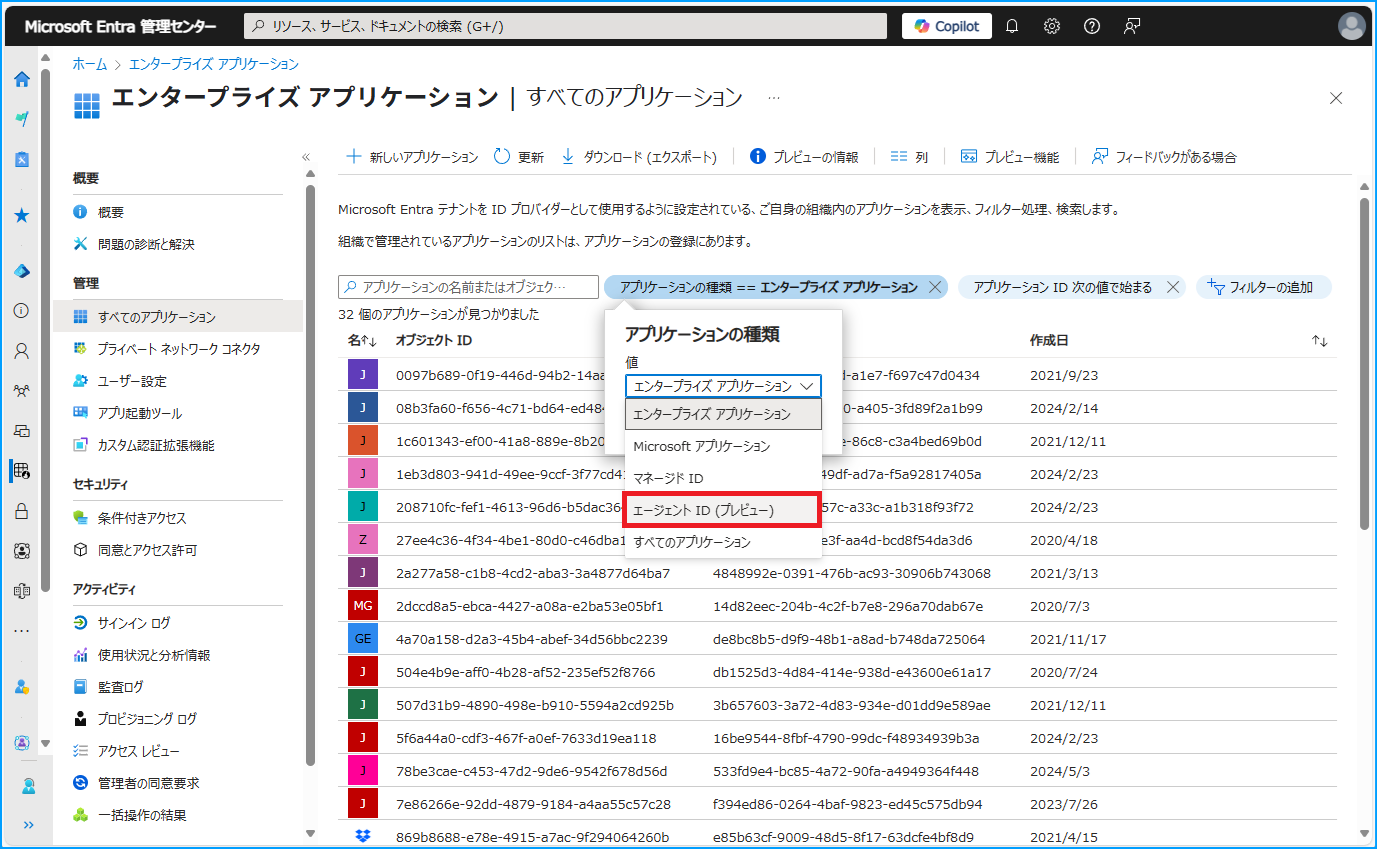 Microsoft Entra 管理センター
リソース、サービス、ドキュメントの検索 (G+/)
Copilot
ホーム > エンタープライズ アプリケーション
エンタープライズ アプリケーション | すべてのアプリケーション ...
«
概要
概要
問題の診断と解決
管理
すべてのアプリケーション
プライベート ネットワーク コネクタ
ユーザー設定
アプリ起動ツール
カスタム認証拡張機能
セキュリティ
条件付きアクセス
同意とアクセス許可
アクティビティ
サインイン ログ
使用状況と分析情報
監査ログ
プロビジョニング ログ
アクセス レビュー
管理者の同意要求
一括操作の結果
»
新しいアプリケーション 更新 ダウンロード (エクスポート) プレビューの情報 列 プレビュー機能 フィードバックがある場合
Microsoft Entra テナントを ID プロバイダーとして使用するように設定されている、ご自身の組織内のアプリケーションを表示、フィルター処理、検索します。
組織で管理されているアプリケーションのリストは、アプリケーションの登録にあります。
アプリケーションの名前またはオブジェク… アプリケーションの種類 == エンタープライズ アプリケーション アプリケーション ID 次の値で始まる フィルターの追加
32 個のアプリケーションが見つかりました
アプリケーションの種類
値
エンタープライズ アプリケーション
エンタープライズ アプリケーション
Microsoft アプリケーション
マネージド ID
エージェント ID (プレビュー)
すべてのアプリケーション
名↑↓ オブジェクト ID 作成日 ↑↓
J 0097b689-0f19-446d-94b2-14aa -a1e7-f697c47d0434 2021/9/23
J 08b3fa60-f656-4c71-bd64-ed48 0-a405-3fd89f2a1b99 2024/2/14
J 1c601343-ef00-41a8-889e-8b20 e-86c8-c3a4bed69b0d 2021/12/11
J 1eb3d803-941d-49ee-9ccf-3f77cd4 49df-ad7a-f5a92817405a 2024/2/23
J 208710fc-fef1-4613-96d6-b5dac36 57c-a33c-a1b318f93f72 2024/2/23
Z 27ee4c36-4f34-4be1-80d0-c46dba1 e3f-aa4d-bcd8f54da3d6 2020/4/18
J 2a277a58-c1b8-4cd2-aba3-3a4877d64ba7 4848992e-0391-476b-ac93-30906b743068 2021/3/13
MG 2dccd8a5-ebca-4427-a08a-e2ba53e05bf1 14d82eec-204b-4c2f-b7e8-296a70dab67e 2020/7/3
GE 4a70a158-d2a3-45b4-abef-34d56bbc2239 de8bc8b5-d9f9-48b1-a8ad-b748da725064 2021/11/17
J 504e4b9e-aff0-4b28-af52-235ef52f8766 db1525d3-4d84-414e-938d-e43600e61a17 2020/7/24
J 507d31b9-4890-498e-b910-5594a2cd925b 3b657603-3a72-4d83-934e-d01dd9e589ae 2021/12/11
J 5f6a44a0-cdf3-467f-a0ef-7633d19ea118 16be9544-8fbf-4790-99dc-f48934939b3a 2024/2/23
J 78be3cae-c453-47d2-9de6-9542f678d56d 533fd9e4-bc85-4a72-90fa-a4949364f448 2024/5/3
J 7e86266e-92dd-4879-9184-a4aa55c57c28 f394ed86-0264-4baf-9823-ed45c575db94 2023/7/26
869b8688-e78e-4915-a7ac-9f294064260b e85b63cf-9009-48d5-8f17-63dcfe4bf8d9 2021/4/15